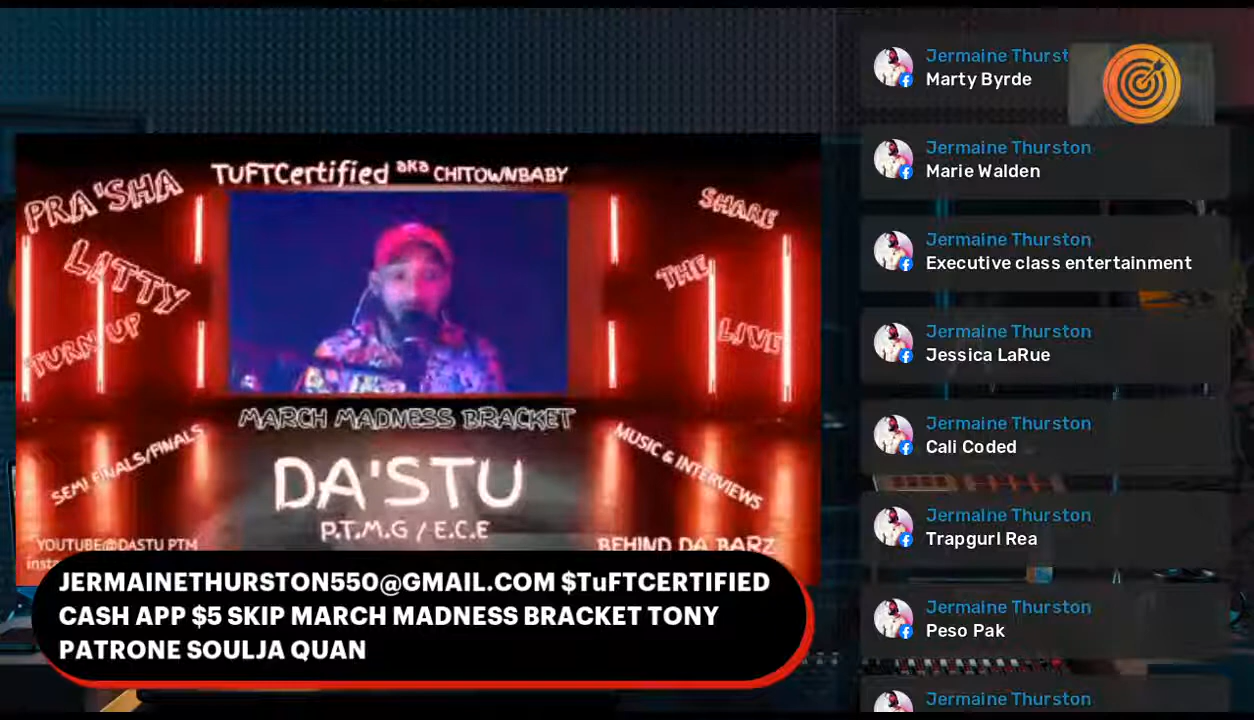 TUFTCertified aka CHITOWNBABY
PRA'SHA
LITTY
TURN UP
SHARE
THE
LIVE
MARCH MADNESS BRACKET
SEMI FINALS/FINALS
MUSIC & INTERVIEWS
DA'STU
P.T.M.G / E.C.E
YOUTUBE@DASTU PTM
BEHIND DA BARZ
JERMAINETHURSTON550@GMAIL.COM $TuFTCERTIFIED
CASH APP $5 SKIP MARCH MADNESS BRACKET TONY
PATRONE SOULJA QUAN
Jermaine Thurst
Marty Byrde
Jermaine Thurston
Marie Walden
Jermaine Thurston
Executive class entertainment
Jermaine Thurston
Jessica LaRue
Jermaine Thurston
Cali Coded
Jermaine Thurston
Trapgurl Rea
Jermaine Thurston
Peso Pak
Jermaine Thurston